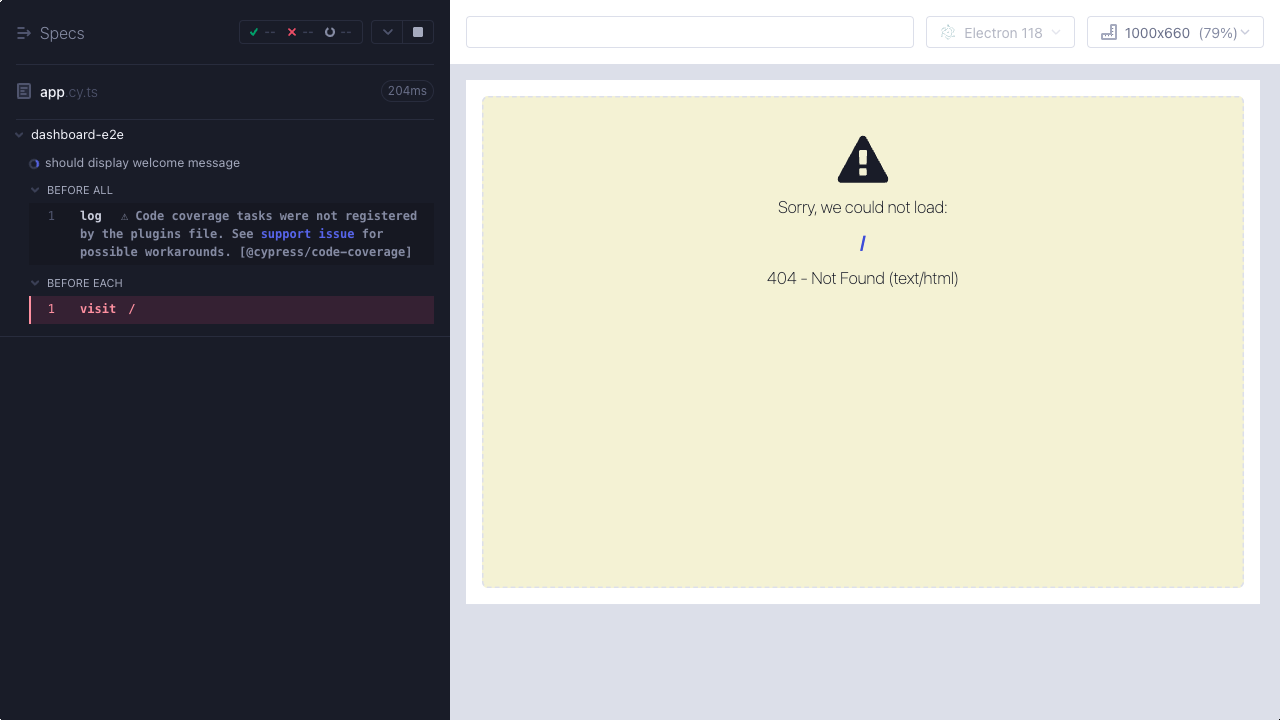 Specs
-- -- --
Electron 118
1000x660 (79%)
app.cy.ts
204ms
dashboard-e2e
should display welcome message
BEFORE ALL
1 log ⚠ Code coverage tasks were not registered
by the plugins file. See support issue for
possible workarounds. [@cypress/code-coverage]
BEFORE EACH
1 visit /
Sorry, we could not load:
/
404 - Not Found (text/html)